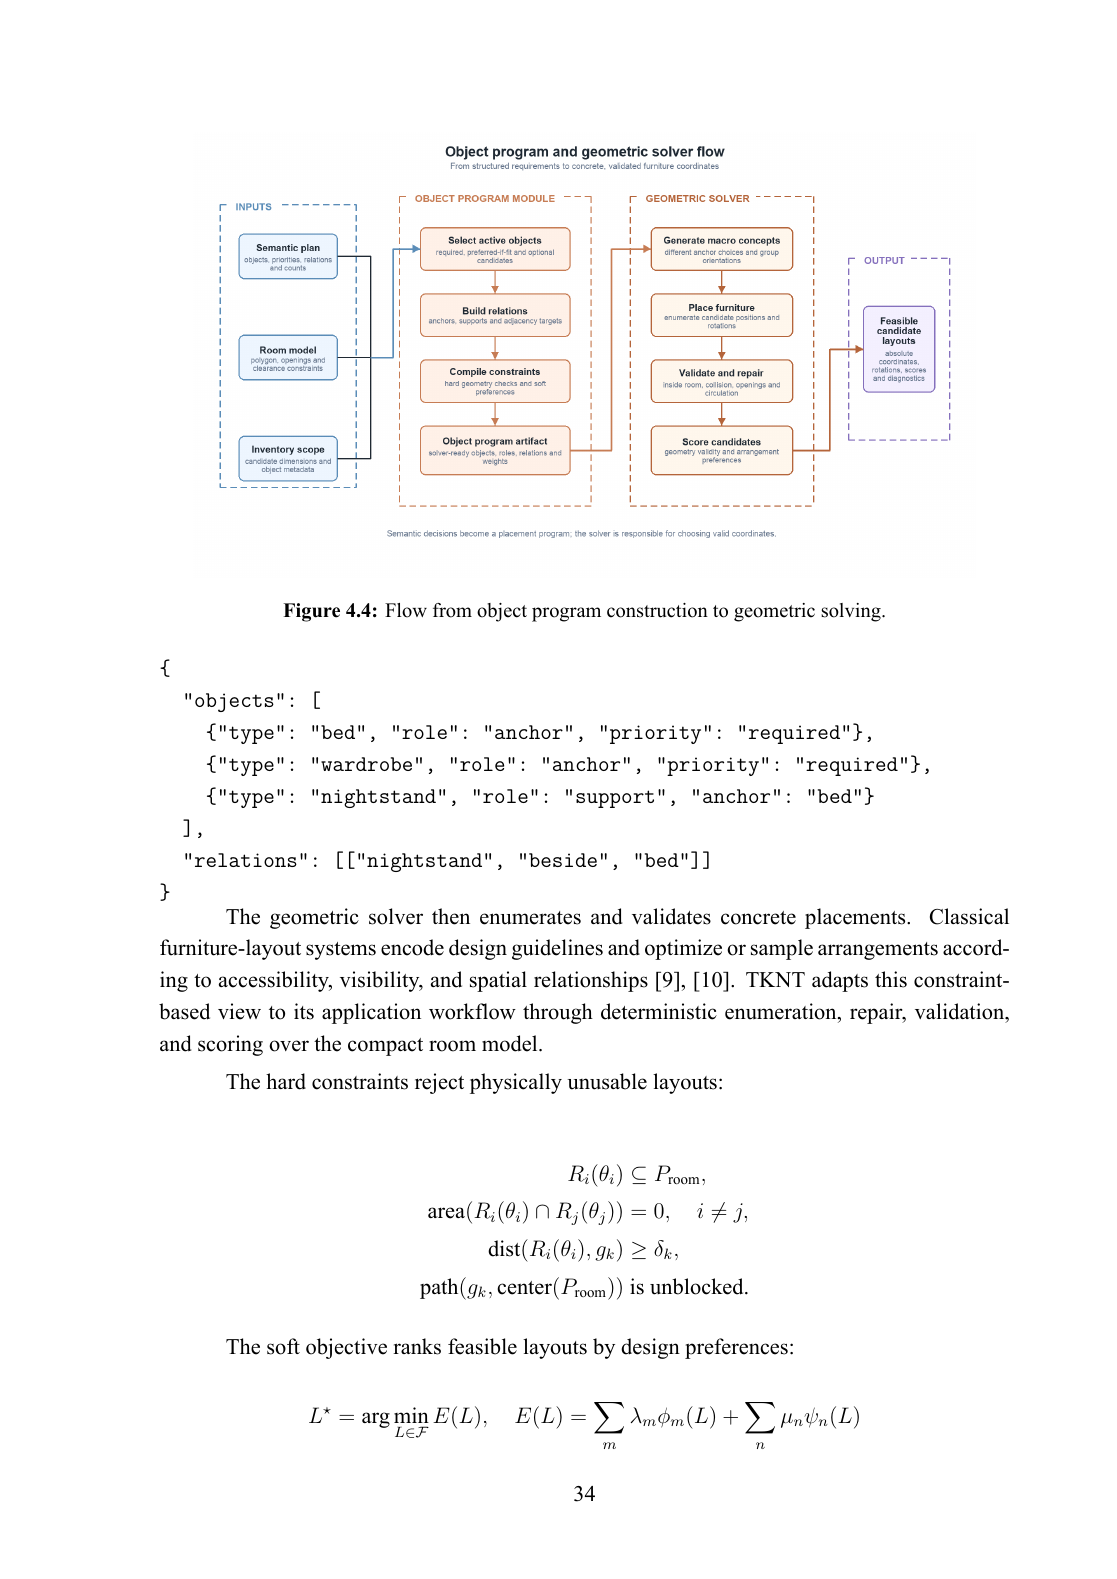 Object program and geometric solver flow
From structured requirements to concrete, validated furniture coordinates
INPUTS
Semantic plan
objects, priorities, relations
and counts
Room model
polygon, openings and
clearance constraints
Inventory scope
candidate dimensions and
object metadata
OBJECT PROGRAM MODULE
Select active objects
required, preferred-if-fit and optional
candidates
Build relations
anchors, supports and adjacency targets
Compile constraints
hard geometry checks and soft
preferences
Object program artifact
solver-ready objects, roles, relations and
weights
GEOMETRIC SOLVER
Generate macro concepts
different anchor choices and group
orientations
Place furniture
enumerate candidate positions and
rotations
Validate and repair
inside room, collision, openings and
circulation
Score candidates
geometry validity and arrangement
preferences
OUTPUT
Feasible
candidate
layouts
absolute
coordinates,
rotations, scores
and diagnostics
Semantic decisions become a placement program; the solver is responsible for choosing valid coordinates.
Figure 4.4: Flow from object program construction to geometric solving.
{
"objects": [
{"type": "bed", "role": "anchor", "priority": "required"},
{"type": "wardrobe", "role": "anchor", "priority": "required"},
{"type": "nightstand", "role": "support", "anchor": "bed"}
],
"relations": [["nightstand", "beside", "bed"]]
}
The geometric solver then enumerates and validates concrete placements. Classical
furniture-layout systems encode design guidelines and optimize or sample arrangements accord-
ing to accessibility, visibility, and spatial relationships [9], [10]. TKNT adapts this constraint-
based view to its application workflow through deterministic enumeration, repair, validation,
and scoring over the compact room model.
The hard constraints reject physically unusable layouts:
R_i(θ_i) ⊆ P_room,
area(R_i(θ_i) ∩ R_j(θ_j)) = 0, i ≠ j,
dist(R_i(θ_i), g_k) ≥ δ_k,
path(g_k, center(P_room)) is unblocked.
The soft objective ranks feasible layouts by design preferences:
L^⋆ = arg min_{L∈F} E(L), E(L) = ∑_m λ_m ϕ_m(L) + ∑_n μ_n ψ_n(L)
34